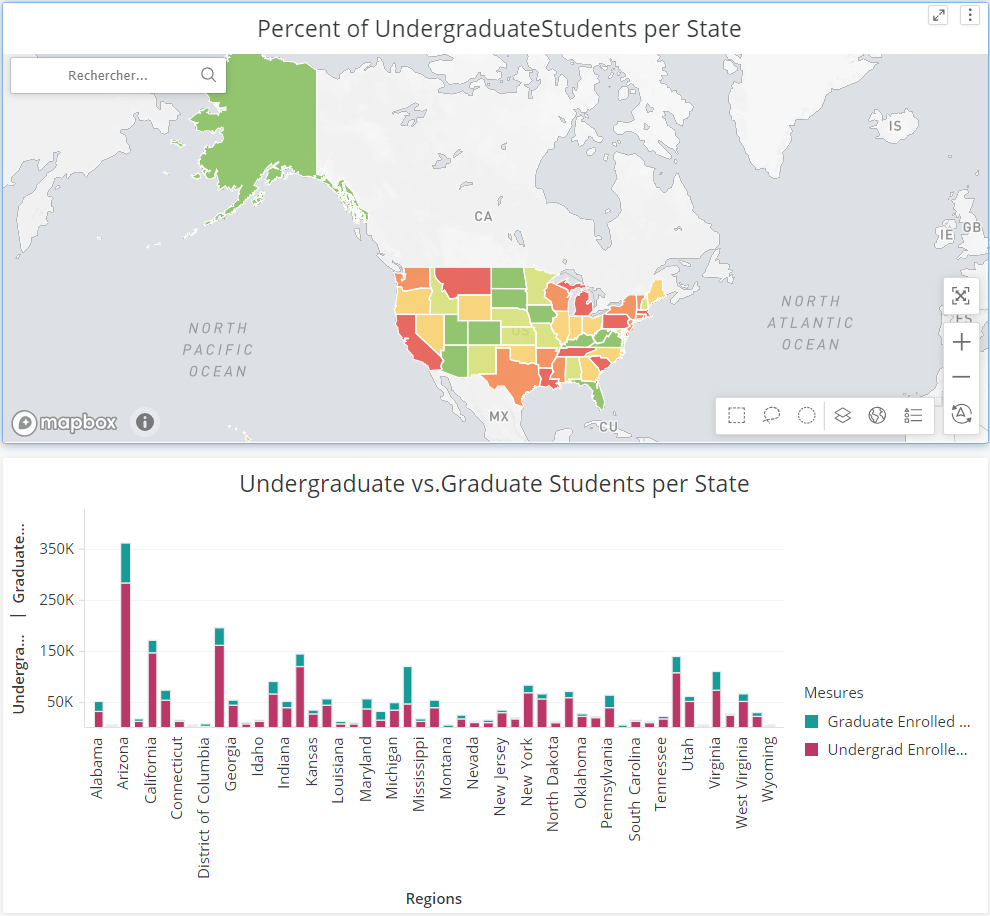 Percent of UndergraduateStudents per State
Rechercher...
IS
CA
GB
IE
NORTH
PACIFIC
OCEAN
NORTH
ATLANTIC
OCEAN
ES
US
MX
CU
mapbox
Undergraduate vs.Graduate Students per State
Undergra... | Graduate...
350K
250K
150K
50K
Alabama
Arizona
California
Connecticut
District of Columbia
Georgia
Idaho
Indiana
Kansas
Louisiana
Maryland
Michigan
Mississippi
Montana
Nevada
New Jersey
New York
North Dakota
Oklahoma
Pennsylvania
South Carolina
Tennessee
Utah
Virginia
West Virginia
Wyoming
Regions
Mesures
Graduate Enrolled ...
Undergrad Enrolle...